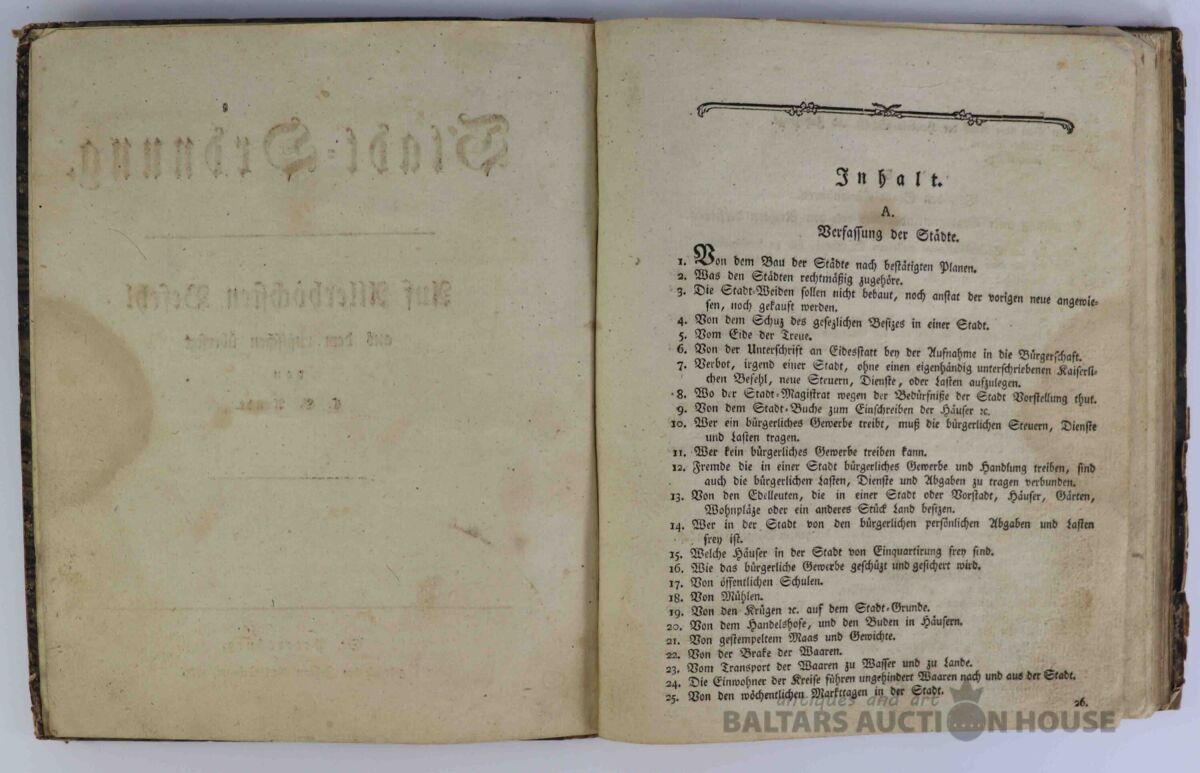 Stadt-Ordnung.
Auf Allerhöchsten Befehl
aus dem
von
Inhalt.
A.
Verfassung der Städte.
1. Von dem Bau der Städte nach bestätigten Planen.
2. Was den Städten rechtmäßig zugehöre.
3. Die Stadt-Weiden sollen nicht bebaut, noch anstat der vorigen neue angewie-
sen, noch gekauft werden.
4. Von dem Schuz des gesezlichen Besizes in einer Stadt.
5. Vom Eide der Treue.
6. Von der Unterschrift an Eidesstatt bey der Aufnahme in die Bürgerschaft.
7. Verbot, irgend einer Stadt, ohne einen eigenhändig unterschriebenen Kaiserli-
chen Befehl, neue Steuern, Dienste, oder Lasten aufzulegen.
8. Wo der Stadt-Magistrat wegen der Bedürfniße der Stadt Vorstellung thut.
9. Von dem Stadt-Buche zum Einschreiben der Häuser ꝛc.
10. Wer ein bürgerliches Gewerbe treibt, muß die bürgerlichen Steuern, Dienste
und Lasten tragen.
11. Wer kein bürgerliches Gewerbe treiben kann.
12. Fremde die in einer Stadt bürgerliches Gewerbe und Handlung treiben, sind
auch die bürgerlichen Lasten, Dienste und Abgaben zu tragen verbunden.
13. Von den Edelleuten, die in einer Stadt oder Vorstadt, Häuser, Gärten,
Wohnpläze oder ein anderes Stück Land besizen.
14. Wer in der Stadt von den bürgerlichen persönlichen Abgaben und Lasten
frey ist.
15. Welche Häuser in der Stadt von Einquartirung frey sind.
16. Wie das bürgerliche Gewerbe geschüzt und gesichert wird.
17. Von öffentlichen Schulen.
18. Von Mühlen.
19. Von den Krügen ꝛc. auf dem Stadt-Grunde.
20. Von dem Handelshofe, und den Buden in Häusern.
21. Von gestempeltem Maas und Gewichte.
22. Von der Brake der Waaren.
23. Vom Transport der Waaren zu Wasser und zu Lande.
24. Die Einwohner der Kreise führen ungehindert Waaren nach und aus der Stadt.
25. Von den wöchentlichen Markttagen in der Stadt.
26.
antiques and art
BALTARS AUCTION HOUSE